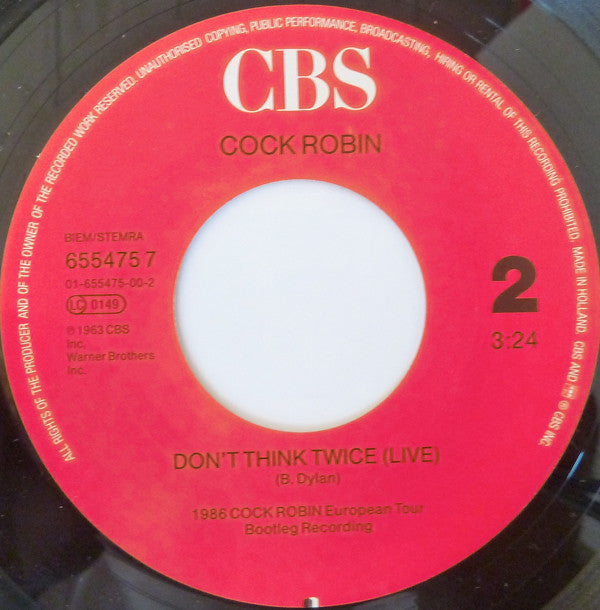 ALL RIGHTS OF THE PRODUCER AND OF THE OWNER OF THE RECORDED WORK RESERVED. UNAUTHORISED COPYING, PUBLIC PERFORMANCE, BROADCASTING, HIRING OR RENTAL OF THIS RECORDING PROHIBITED. MADE IN HOLLAND. CBS AND ® CBS INC.
CBS
COCK ROBIN
BIEM/STEMRA
655475 7
01-655475-00-2
LC 0149
℗ 1963 CBS
Inc.
Warner Brothers
Inc.
2
3:24
DON'T THINK TWICE (LIVE)
(B. Dylan)
1986 COCK ROBIN European Tour
Bootleg Recording